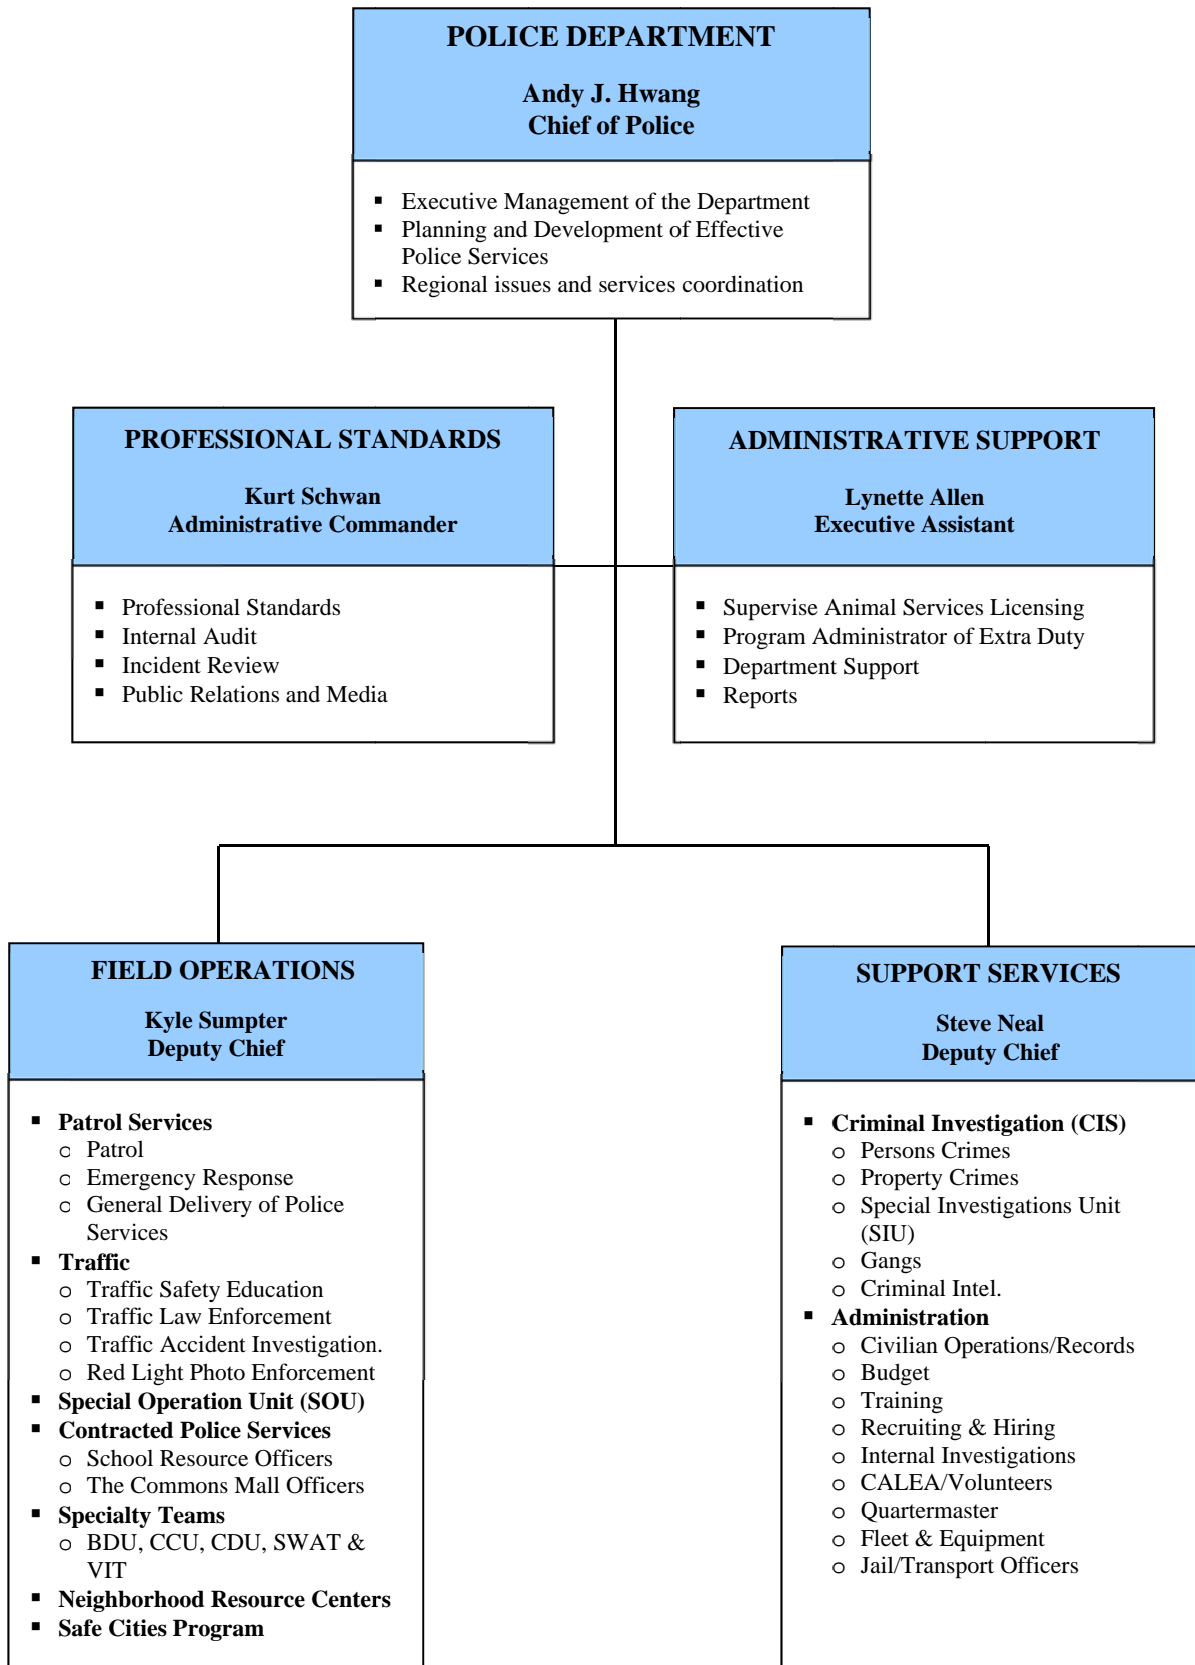 POLICE DEPARTMENT
Andy J. Hwang
Chief of Police
▪ Executive Management of the Department
▪ Planning and Development of Effective
Police Services
▪ Regional issues and services coordination
PROFESSIONAL STANDARDS
Kurt Schwan
Administrative Commander
▪ Professional Standards
▪ Internal Audit
▪ Incident Review
▪ Public Relations and Media
ADMINISTRATIVE SUPPORT
Lynette Allen
Executive Assistant
▪ Supervise Animal Services Licensing
▪ Program Administrator of Extra Duty
▪ Department Support
▪ Reports
FIELD OPERATIONS
Kyle Sumpter
Deputy Chief
▪ Patrol Services
o Patrol
o Emergency Response
o General Delivery of Police
Services
▪ Traffic
o Traffic Safety Education
o Traffic Law Enforcement
o Traffic Accident Investigation.
o Red Light Photo Enforcement
▪ Special Operation Unit (SOU)
▪ Contracted Police Services
o School Resource Officers
o The Commons Mall Officers
▪ Specialty Teams
o BDU, CCU, CDU, SWAT &
VIT
▪ Neighborhood Resource Centers
▪ Safe Cities Program
SUPPORT SERVICES
Steve Neal
Deputy Chief
▪ Criminal Investigation (CIS)
o Persons Crimes
o Property Crimes
o Special Investigations Unit
(SIU)
o Gangs
o Criminal Intel.
▪ Administration
o Civilian Operations/Records
o Budget
o Training
o Recruiting & Hiring
o Internal Investigations
o CALEA/Volunteers
o Quartermaster
o Fleet & Equipment
o Jail/Transport Officers